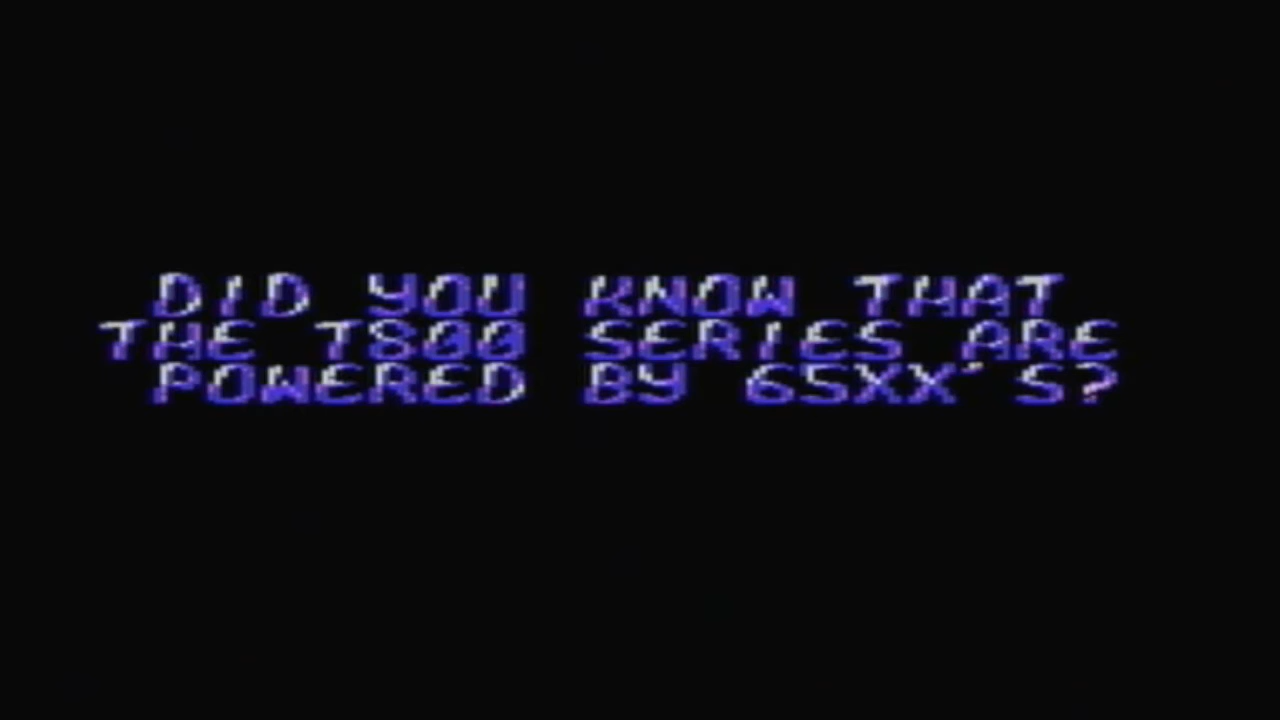 DID YOU KNOW THAT
THE T800 SERIES ARE
POWERED BY 65XX'S?